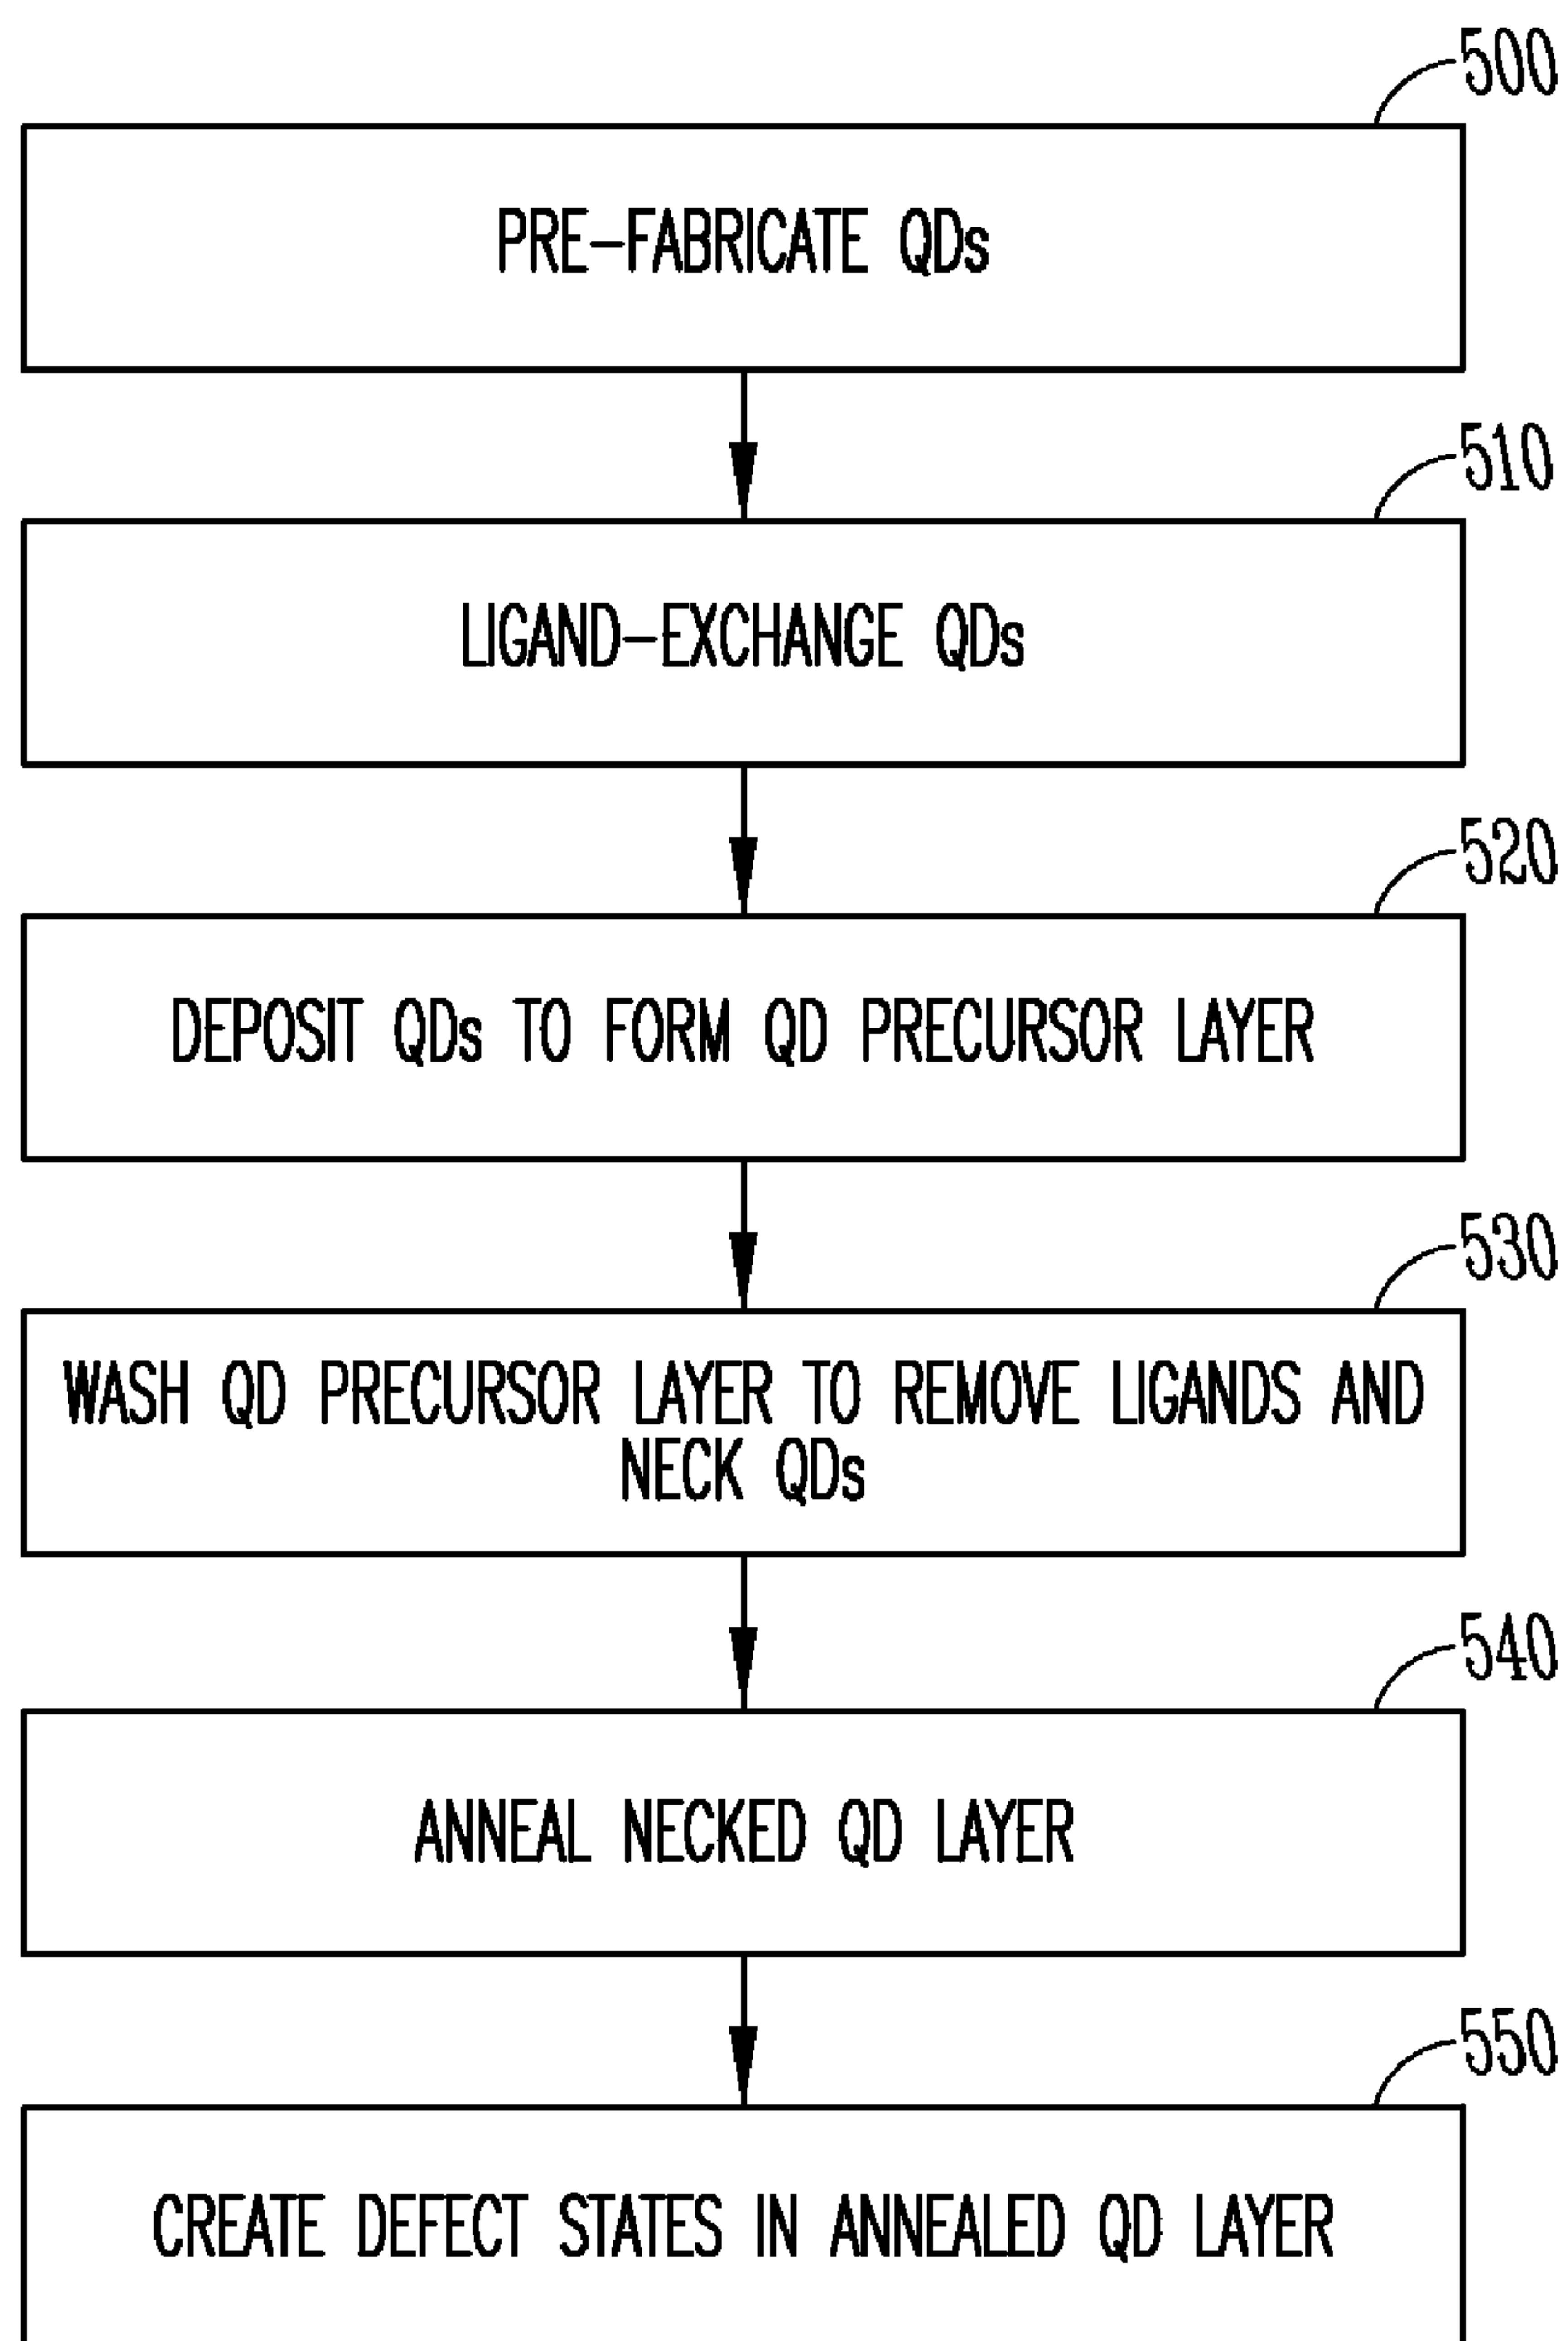 500
PRE-FABRICATE QDs
510
LIGAND-EXCHANGE QDs
520
DEPOSIT QDs TO FORM QD PRECURSOR LAYER
530
WASH QD PRECURSOR LAYER TO REMOVE LIGANDS AND
NECK QDs
540
ANNEAL NECKED QD LAYER
550
CREATE DEFECT STATES IN ANNEALED QD LAYER